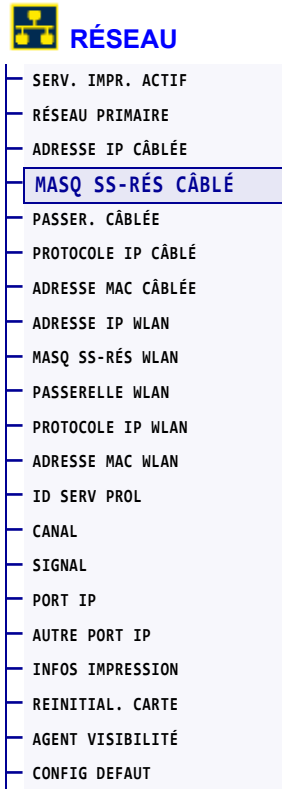 RÉSEAU
SERV. IMPR. ACTIF
RÉSEAU PRIMAIRE
ADRESSE IP CÂBLÉE
MASQ SS-RÉS CÂBLÉ
PASSER. CÂBLÉE
PROTOCOLE IP CÂBLÉ
ADRESSE MAC CÂBLÉE
ADRESSE IP WLAN
MASQ SS-RÉS WLAN
PASSERELLE WLAN
PROTOCOLE IP WLAN
ADRESSE MAC WLAN
ID SERV PROL
CANAL
SIGNAL
PORT IP
AUTRE PORT IP
INFOS IMPRESSION
REINITIAL. CARTE
AGENT VISIBILITÉ
CONFIG DEFAUT